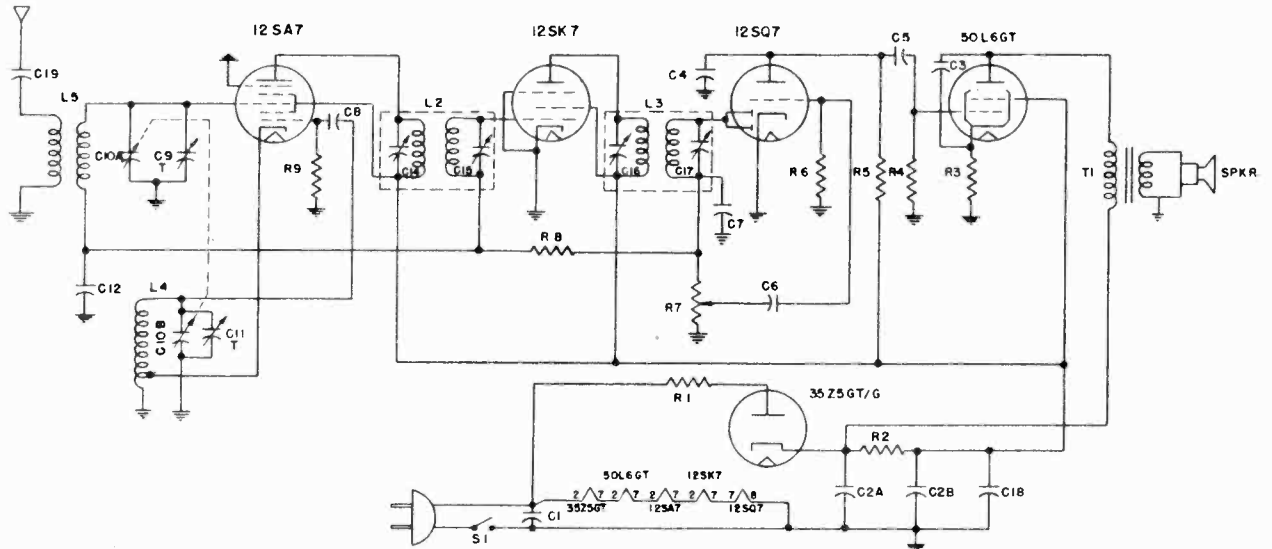 12SA7
12SK7
12SQ7
50L6GT
C19
L5
C10A
C9
T
C8
R9
L2
C14
C15
L3
C16
C17
C7
C4
R6
R5
C5
R4
C3
R3
T1
SPKR
R8
C12
L4
C10B
C11
T
R7
C6
R1
35Z5GT/G
R2
C2A
C2B
C18
50L6GT
12SK7
2 7 2 7 2 7 2 7 7 8
35Z5GT
12SA7
12SQ7
C1
S1